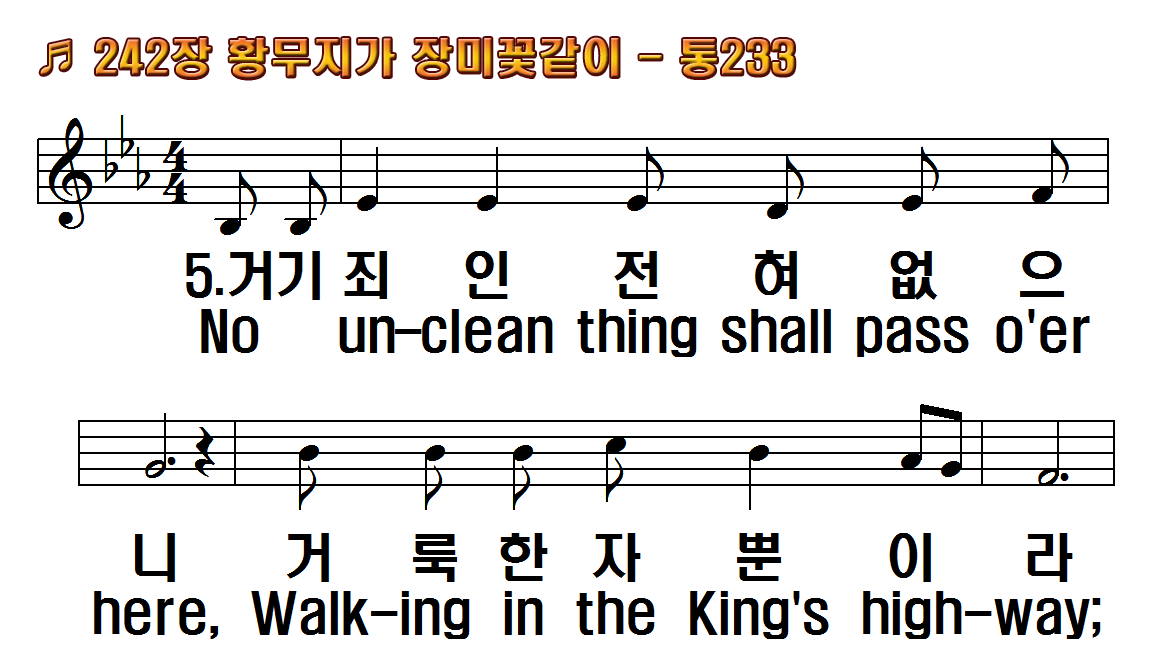 ♬ 242장 황무지가 장미꽃같이 - 통233
4
4
5.거기 죄 인 전 혀 없 으
No un-clean thing shall pass o'er
니 거 룩 한 자 뿐 이 라
here, Walk-ing in the King's high-way;